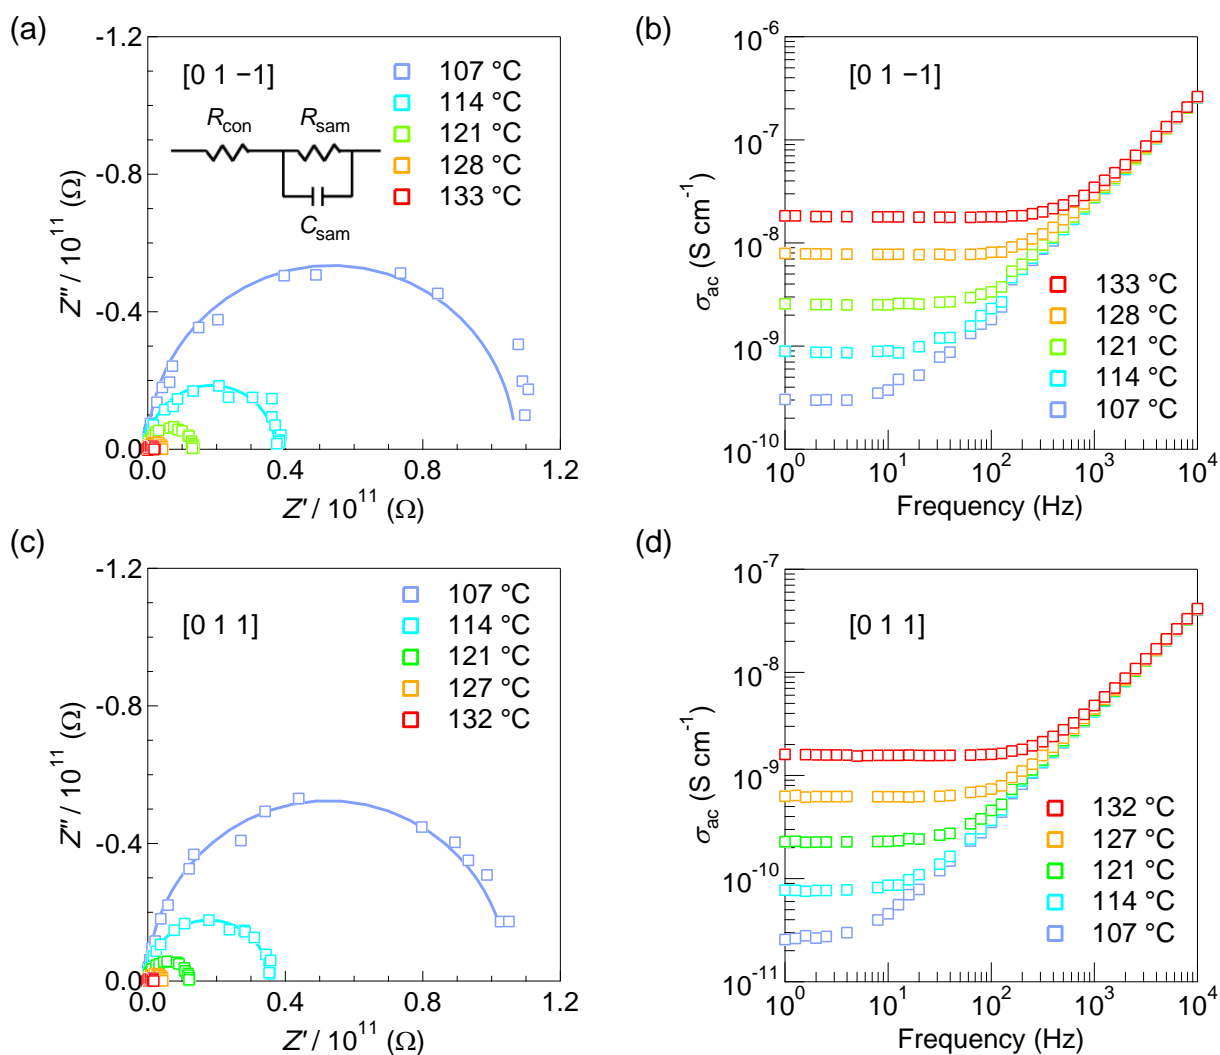 (a)
-1.2
-0.8
-0.4
0.0
Z″ / 10^11 (Ω)
[0 1 −1]
R_con
R_sam
C_sam
107 °C
114 °C
121 °C
128 °C
133 °C
0.0 0.4 0.8 1.2
Z′ / 10^11 (Ω)
(b)
10^-6
10^-7
10^-8
10^-9
10^-10
σ_ac (S cm^-1)
[0 1 −1]
133 °C
128 °C
121 °C
114 °C
107 °C
10^0 10^1 10^2 10^3 10^4
Frequency (Hz)
(c)
-1.2
-0.8
-0.4
0.0
Z″ / 10^11 (Ω)
[0 1 1]
107 °C
114 °C
121 °C
127 °C
132 °C
0.0 0.4 0.8 1.2
Z′ / 10^11 (Ω)
(d)
10^-7
10^-8
10^-9
10^-10
10^-11
σ_ac (S cm^-1)
[0 1 1]
132 °C
127 °C
121 °C
114 °C
107 °C
10^0 10^1 10^2 10^3 10^4
Frequency (Hz)